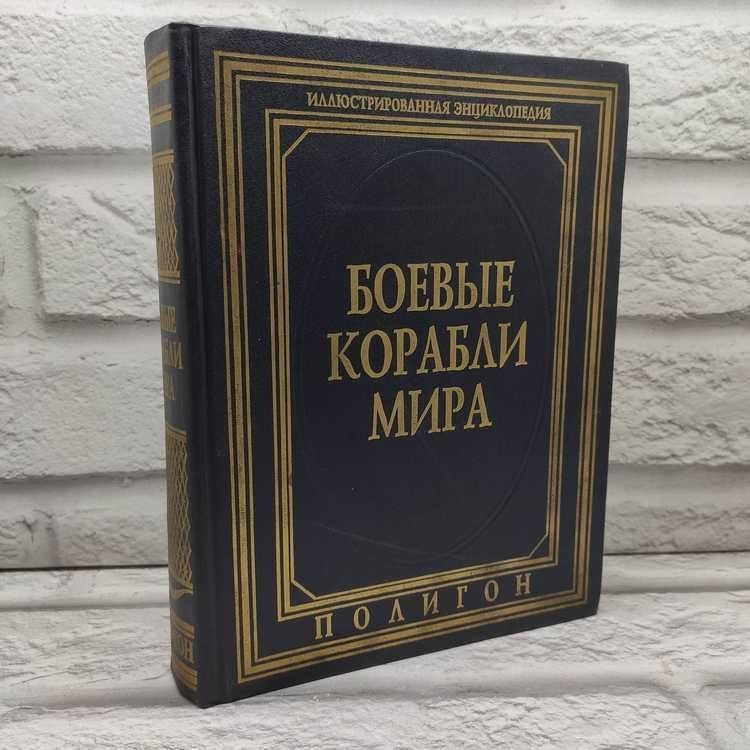 ИЛЛЮСТРИРОВАННАЯ ЭНЦИКЛОПЕДИЯ
БОЕВЫЕ
КОРАБЛИ
МИРА
ПОЛИГОН